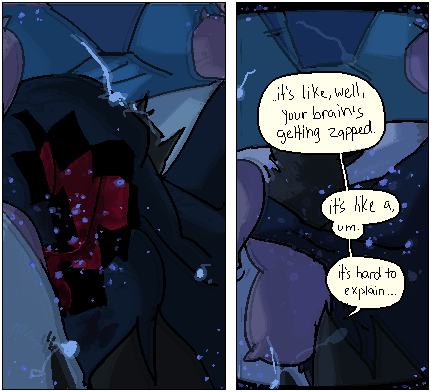 ..it's like, well,
your brain's
getting zapped.
it's like a,
um..
it's hard to
explain...